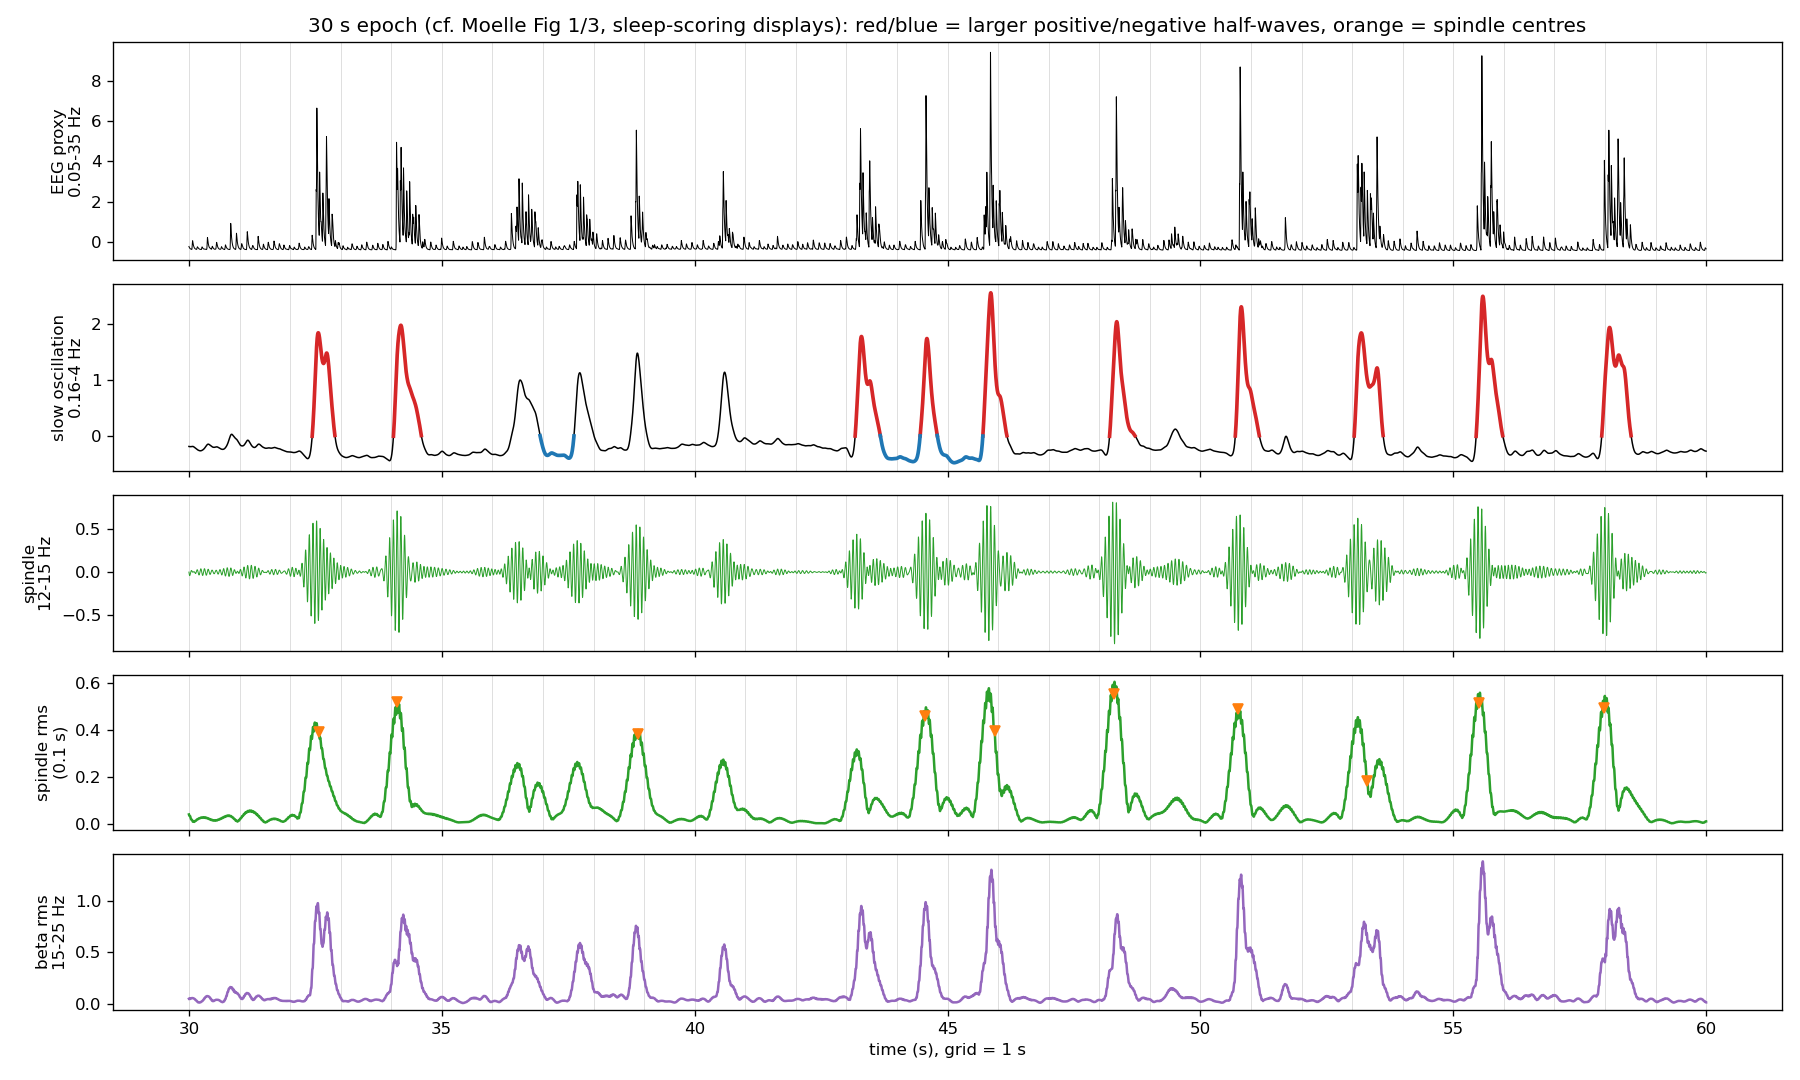 30 s epoch (cf. Moelle Fig 1/3, sleep-scoring displays): red/blue = larger positive/negative half-waves, orange = spindle centres
EEG proxy
0.05-35 Hz
8
6
4
2
0
slow oscillation
0.16-4 Hz
2
1
0
spindle
12-15 Hz
0.5
0.0
−0.5
spindle rms
(0.1 s)
0.6
0.4
0.2
0.0
beta rms
15-25 Hz
1.0
0.5
0.0
30 35 40 45 50 55 60
time (s), grid = 1 s